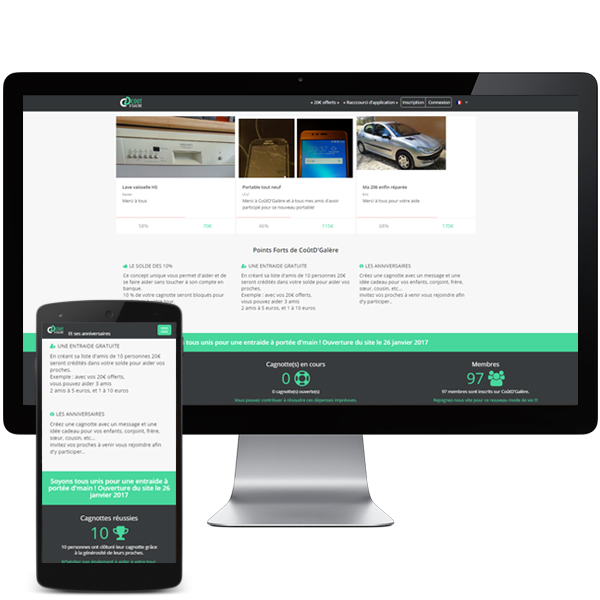 COUT
D'GALÈRE
+ 20€ offerts +
+ Raccourci d'application +
Inscription
Connexion
Lave vaisselle HS
Merci à tous
58%
70€
Portable tout neuf
Merci à CoûtD'Galère et à tous mes amis d'avoir
participé pour ce nouveau portable!
46%
115€
Ma 206 enfin réparée
Merci à tous pour votre aide
68%
170€
Points Forts de CoûtD'Galère
LE SOLDE DES 10%
Ce concept unique vous permet d'aider et de
se faire aider sans toucher à son compte en
banque.
10 % de votre cagnotte seront bloqués pour
UNE ENTRAIDE GRATUITE
En créant sa liste d'amis de 10 personnes 20€
seront crédités dans votre solde pour aider vos
proches.
Exemple : avec vos 20€ offerts,
vous pouvez aider 3 amis
2 amis à 5 euros, et 1 à 10 euros
LES ANNIVERSAIRES
Créez une cagnotte avec un message et une
idée cadeau pour vos enfants, conjoint, frère,
sœur, cousin, etc...
invitez vos proches à venir vous rejoindre afin
d'y participer...
tous unis pour une entraide à portée d'main ! Ouverture du site le 26 janvier 2017
Cagnotte(s) en cours
0
0 cagnotte(s) ouverte(s)
Vous pouvez contribuer à résoudre ces dépenses imprévues.
Membres
97
97 membres sont inscrits sur CoûtD'Galère.
Rejoignez nous vite pour ce nouveau mode de vie !!!
Et ses anniversaires
UNE ENTRAIDE GRATUITE
En créant sa liste d'amis de 10 personnes 20€
seront crédités dans votre solde pour aider vos
proches.
Exemple : avec vos 20€ offerts,
vous pouvez aider 3 amis
2 amis à 5 euros, et 1 à 10 euros
LES ANNIVERSAIRES
Créez une cagnotte avec un message et une
idée cadeau pour vos enfants, conjoint, frère,
sœur, cousin, etc...
invitez vos proches à venir vous rejoindre afin
d'y participer...
Soyons tous unis pour une entraide à
portée d'main ! Ouverture du site le 26
janvier 2017
Cagnottes réussies
10
10 personnes ont clôturé leur cagnotte grâce
à la générosité de leurs proches.
N'hésitez pas également à aider à votre tour